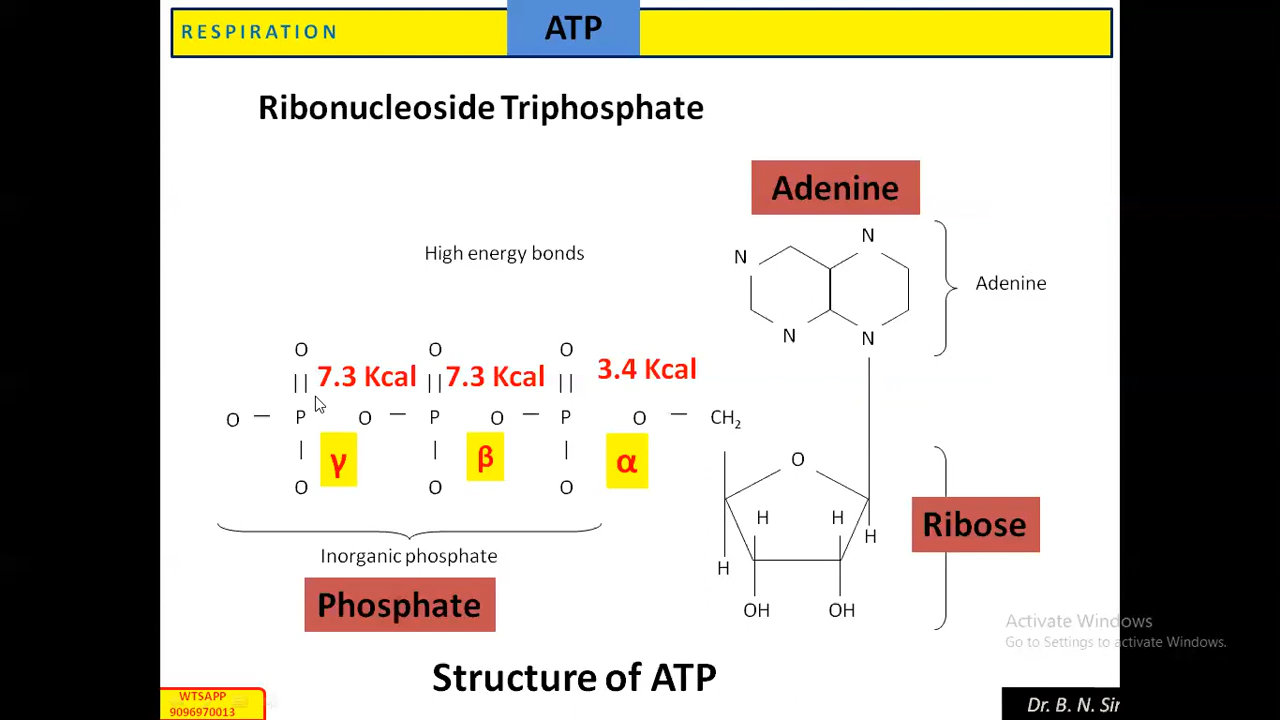 RESPIRATION
ATP
Ribonucleoside Triphosphate
Adenine
High energy bonds
N
N
N
N
Adenine
O O O
7.3 Kcal 7.3 Kcal 3.4 Kcal
O P O P O P O CH₂
γ β α
O O O
O
H H
H
H
Ribose
Inorganic phosphate
Phosphate
OH OH
Activate Windows
Go to Settings to activate Windows.
Structure of ATP
WTSAPP
9096970013
Dr. B. N. Sir